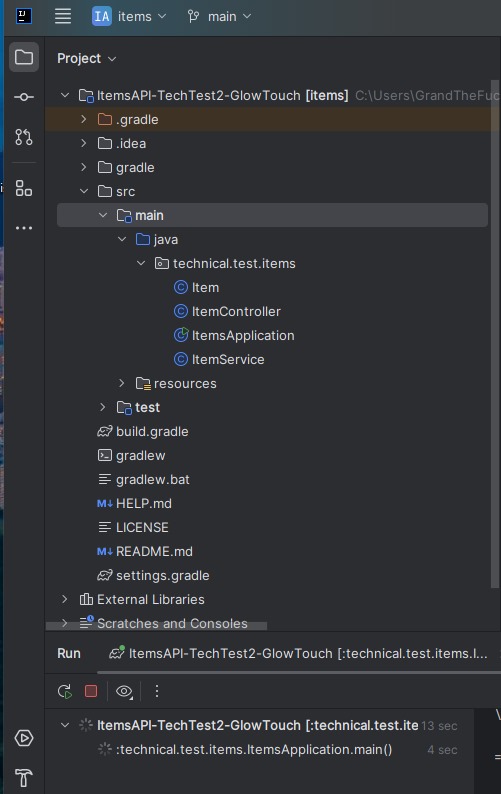 IJ
IA items main
Project
ItemsAPI-TechTest2-GlowTouch [items] C:\Users\GrandTheFuc
.gradle
.idea
gradle
src
main
java
technical.test.items
C Item
C ItemController
C ItemsApplication
C ItemService
resources
test
build.gradle
gradlew
gradlew.bat
M↓ HELP.md
LICENSE
M↓ README.md
settings.gradle
External Libraries
Scratches and Consoles
Run ItemsAPI-TechTest2-GlowTouch [:technical.test.items.I...
ItemsAPI-TechTest2-GlowTouch [:technical.test.ite 13 sec
:technical.test.items.ItemsApplication.main() 4 sec